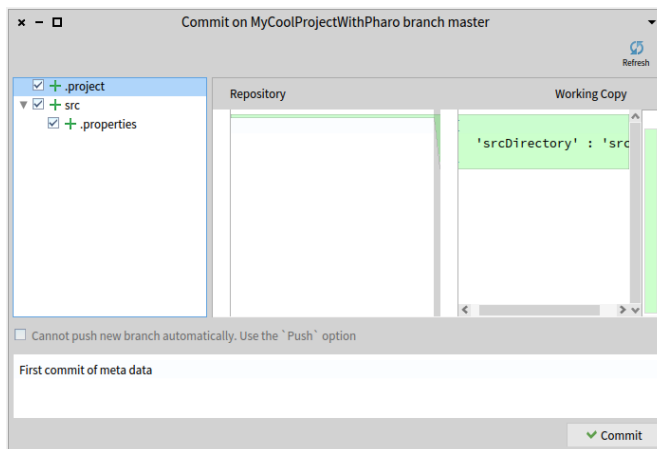 Commit on MyCoolProjectWithPharo branch master
Refresh
.project
src
.properties
Repository
Working Copy
'srcDirectory' : 'src
Cannot push new branch automatically. Use the `Push` option
First commit of meta data
Commit